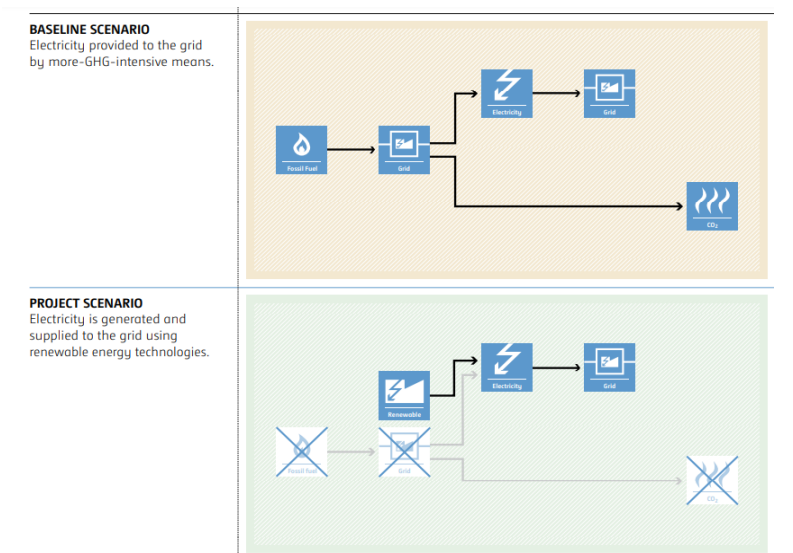 BASELINE SCENARIO
Electricity provided to the grid
by more-GHG-intensive means.
Electricity
Grid
Fossil Fuel
Grid
CO₂
PROJECT SCENARIO
Electricity is generated and
supplied to the grid using
renewable energy technologies.
Electricity
Grid
Renewable
Fossil Fuel
Grid
CO₂